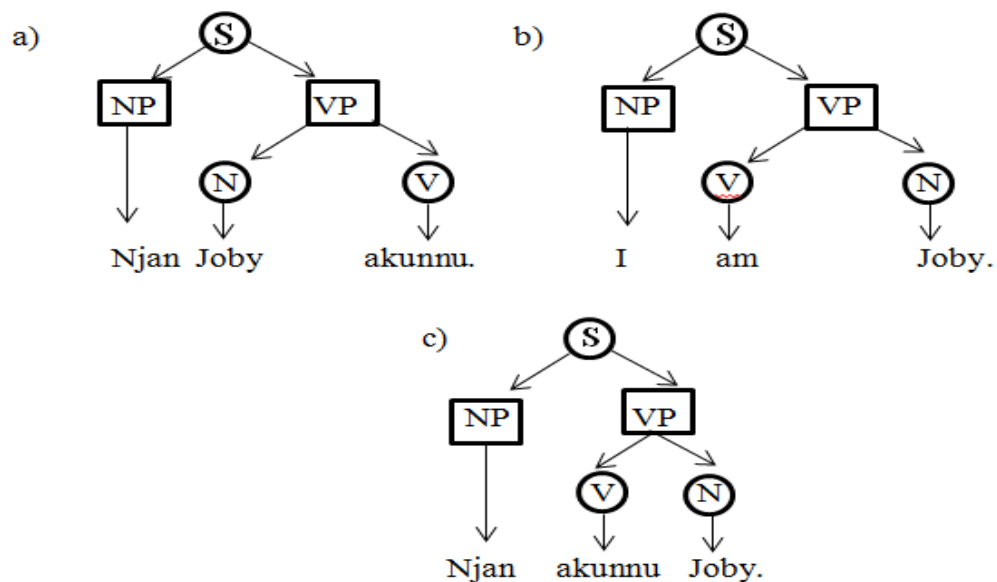 a) S b) S
NP VP NP VP
N V V N
Njan Joby akunnu. I am Joby.
c) S
NP VP
V N
Njan akunnu Joby.